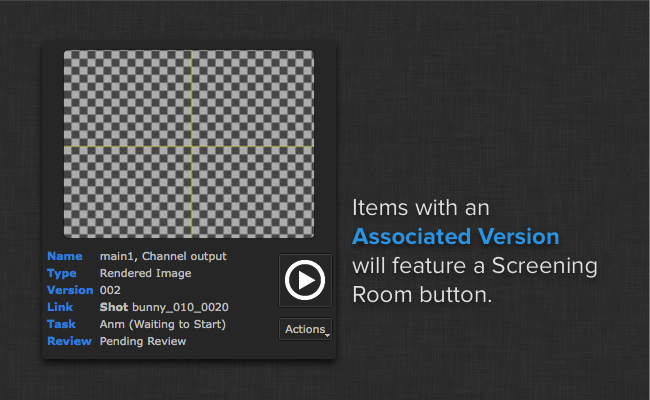 Name main1, Channel output
Type Rendered Image
Version 002
Link Shot bunny_010_0020
Task Anm (Waiting to Start)
Review Pending Review
Actions
Items with an
Associated Version
will feature a Screening
Room button.